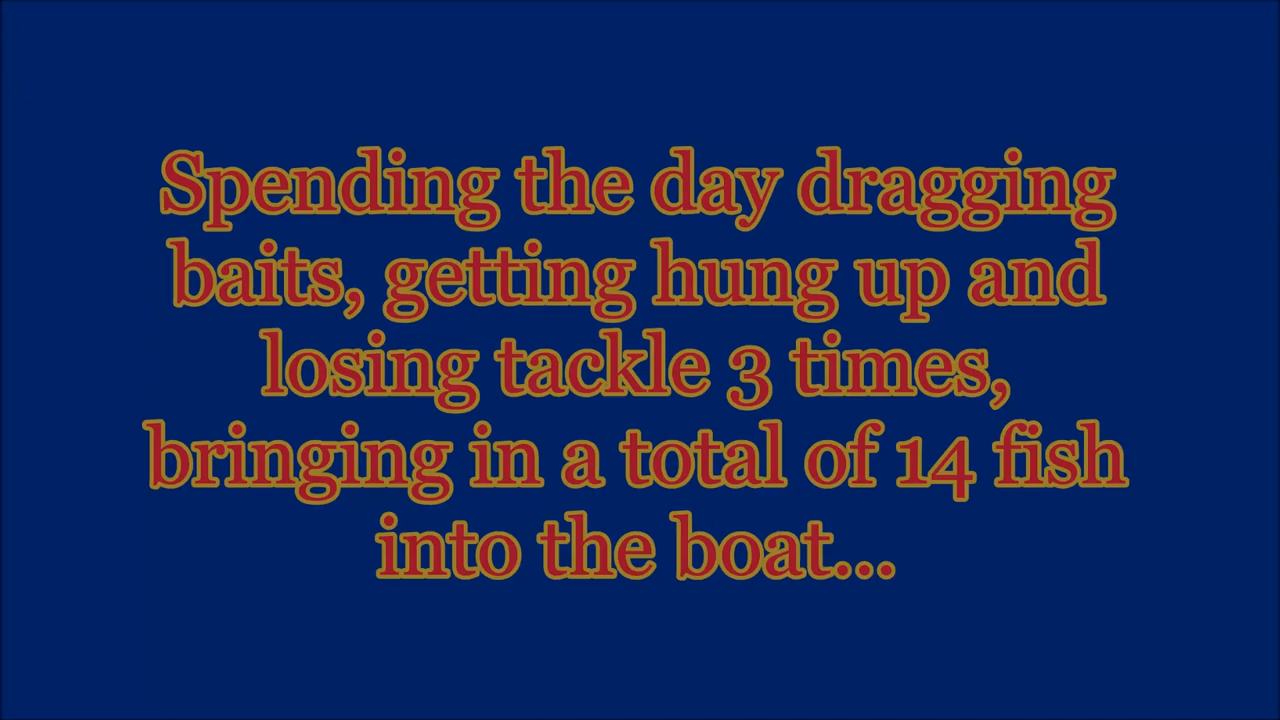 Spending the day dragging
baits, getting hung up and
losing tackle 3 times,
bringing in a total of 14 fish
into the boat...